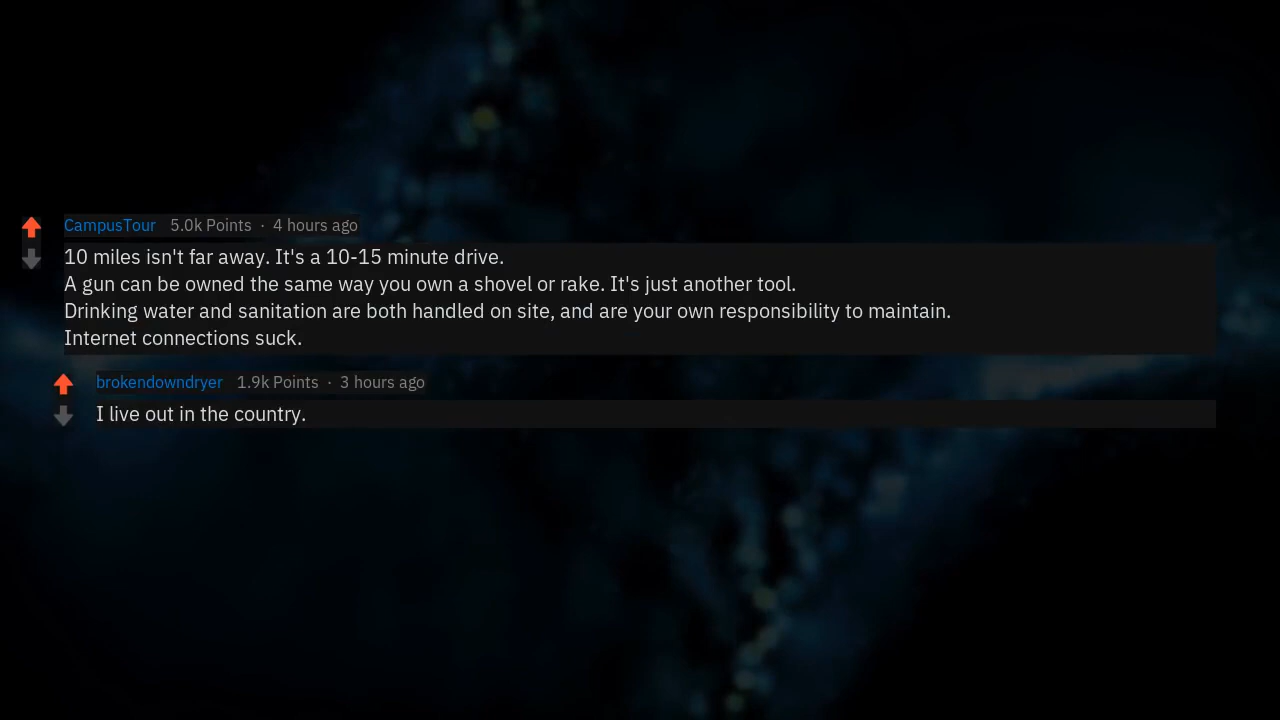 CampusTour 5.0k Points · 4 hours ago
10 miles isn't far away. It's a 10-15 minute drive.
A gun can be owned the same way you own a shovel or rake. It's just another tool.
Drinking water and sanitation are both handled on site, and are your own responsibility to maintain.
Internet connections suck.
brokendowndryer 1.9k Points · 3 hours ago
I live out in the country.